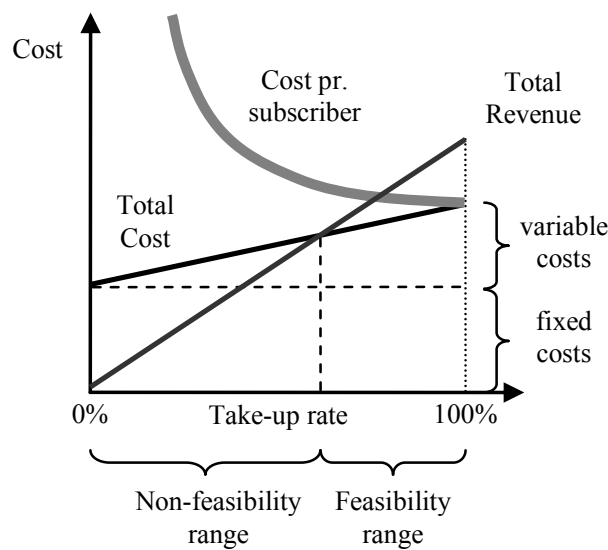 Cost
Cost pr.
subscriber
Total
Revenue
Total
Cost
variable
costs
fixed
costs
0%
Take-up rate
100%
Non-feasibility
range
Feasibility
range